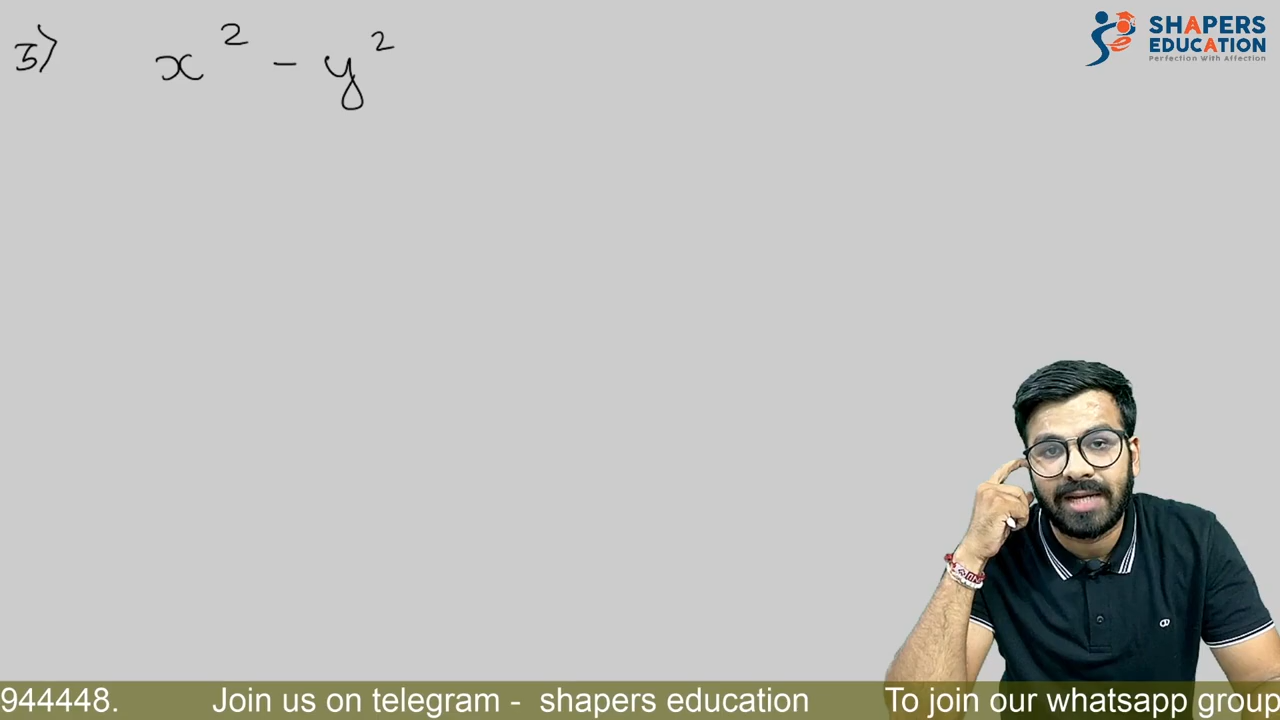 3) x² - y²
SHAPERS
EDUCATION
Perfection With Affection
944448. Join us on telegram - shapers education To join our whatsapp group